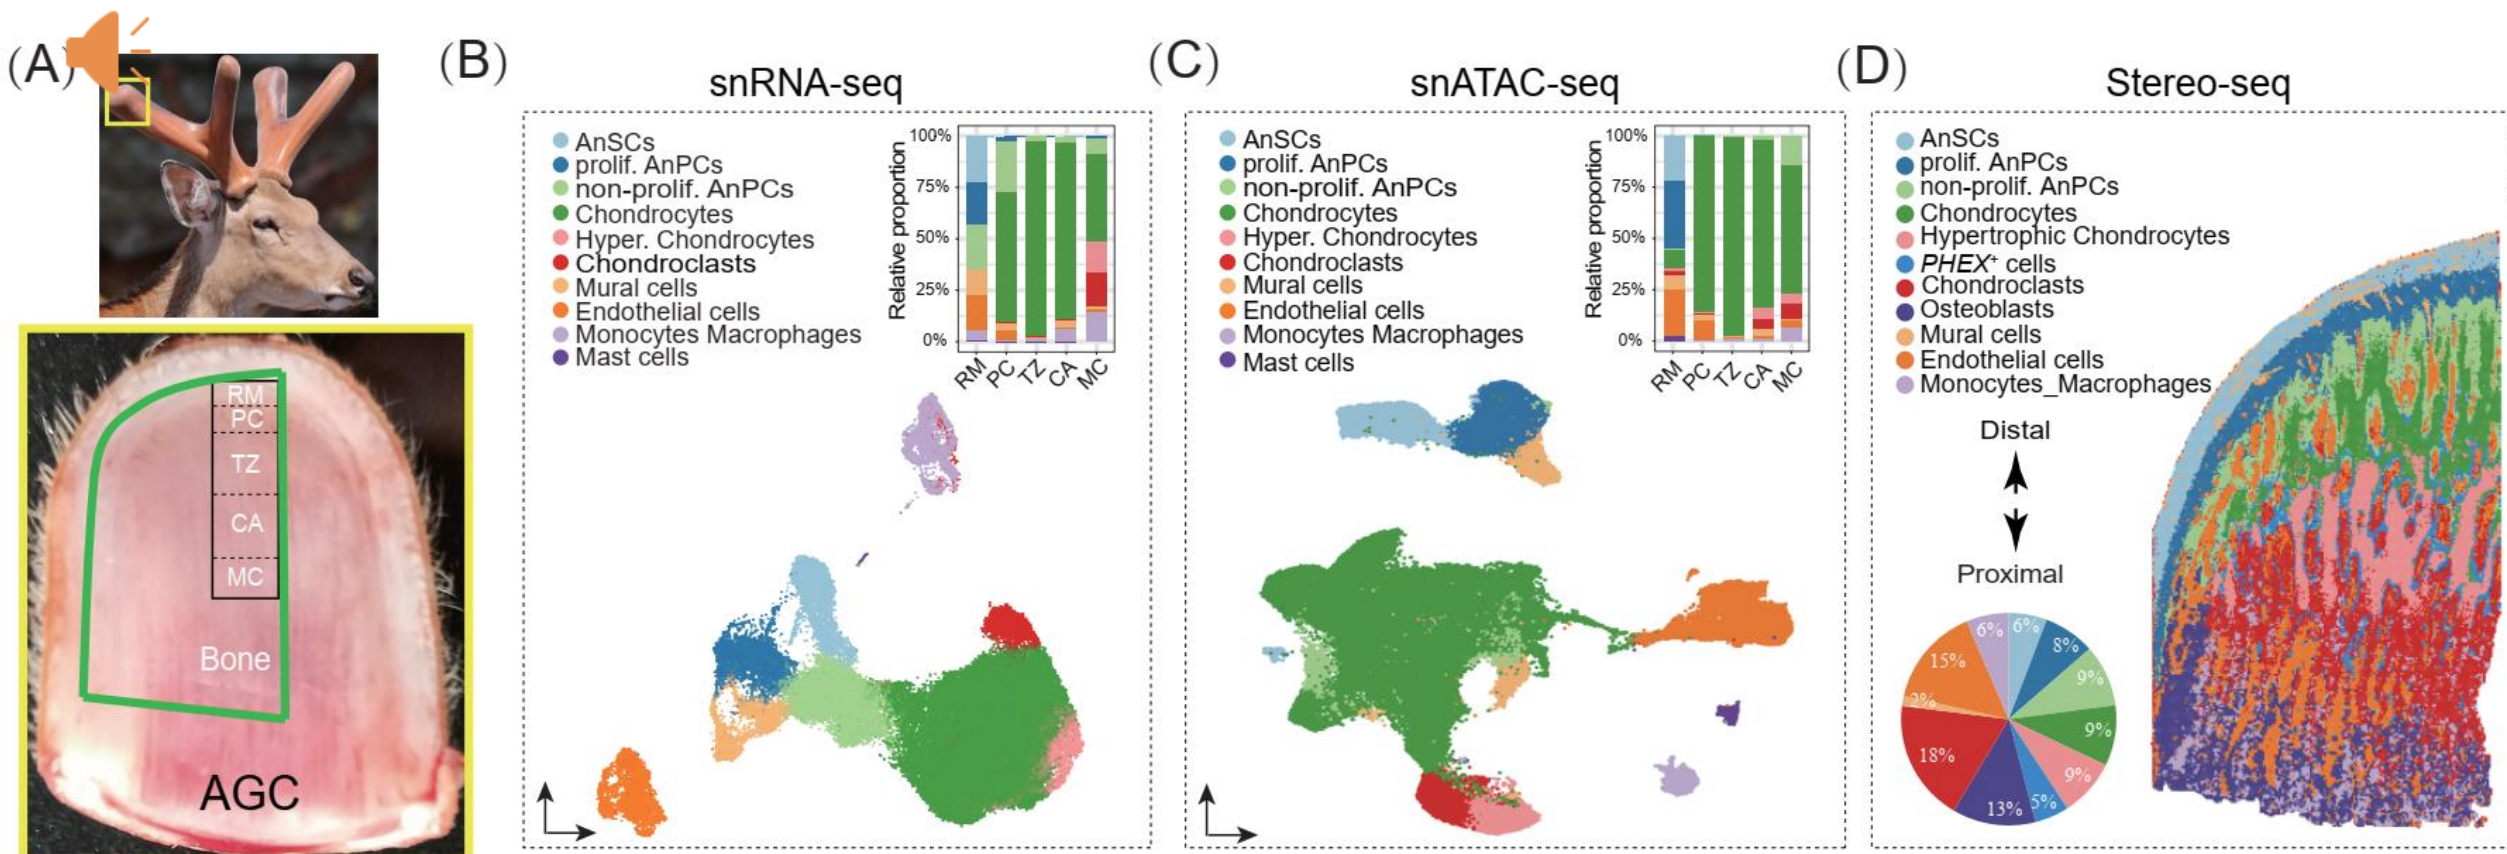 (A)
RM
PC
TZ
CA
MC
Bone
AGC
(B)
snRNA-seq
AnSCs
prolif. AnPCs
non-prolif. AnPCs
Chondrocytes
Hyper. Chondrocytes
Chondroclasts
Mural cells
Endothelial cells
Monocytes Macrophages
Mast cells
Relative proportion
100%
75%
50%
25%
0%
RM
PC
TZ
CA
MC
(C)
snATAC-seq
AnSCs
prolif. AnPCs
non-prolif. AnPCs
Chondrocytes
Hyper. Chondrocytes
Chondroclasts
Mural cells
Endothelial cells
Monocytes Macrophages
Mast cells
Relative proportion
100%
75%
50%
25%
0%
RM
PC
TZ
CA
MC
(D)
Stereo-seq
AnSCs
prolif. AnPCs
non-prolif. AnPCs
Chondrocytes
Hypertrophic Chondrocytes
PHEX+ cells
Chondroclasts
Osteoblasts
Mural cells
Endothelial cells
Monocytes_Macrophages
Distal
Proximal
6%
8%
9%
9%
9%
5%
13%
18%
2%
15%
6%